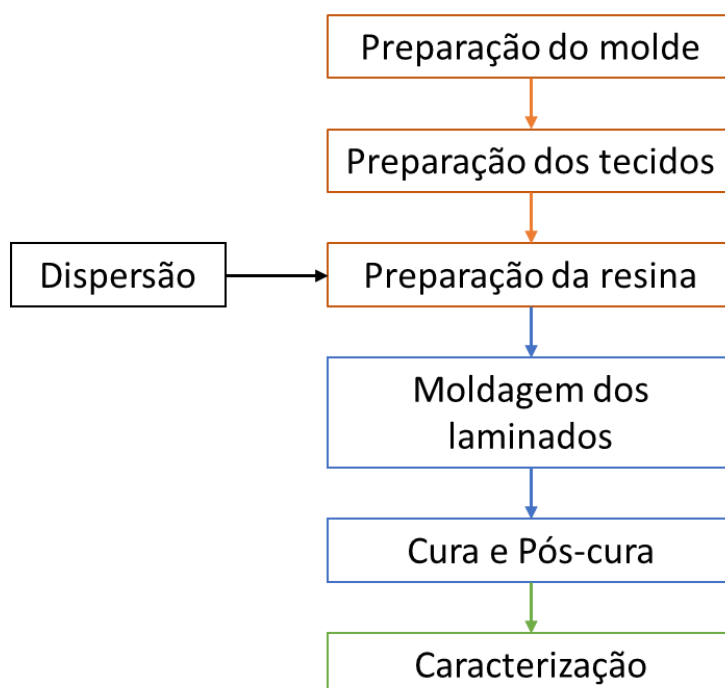 Preparação do molde
Preparação dos tecidos
Dispersão
Preparação da resina
Moldagem dos
laminados
Cura e Pós-cura
Caracterização